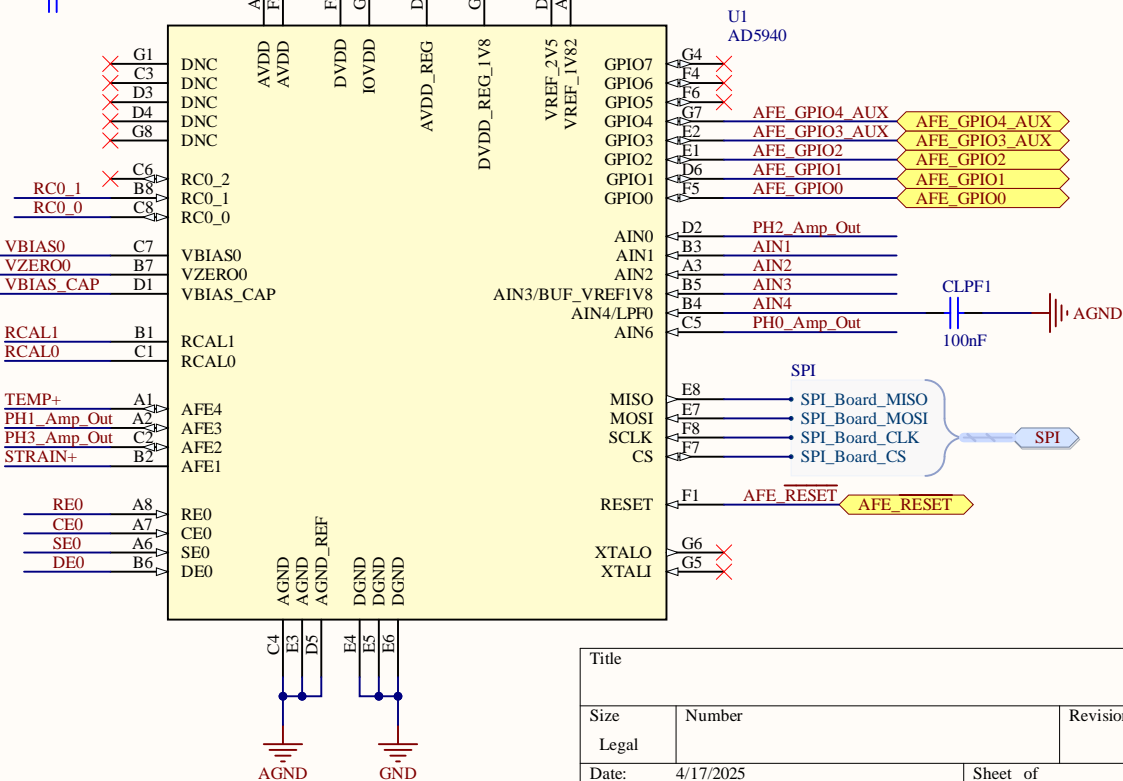 U1
AD5940
AVDD
AVDD
DVDD
IOVDD
AVDD_REG
DVDD_REG_1V8
VREF_2V5
VREF_1V82
G1 DNC
C3 DNC
D3 DNC
D4 DNC
G8 DNC
C6 RC0_2
RC0_1 B8 RC0_1
RC0_0 C8 RC0_0
VBIAS0 C7 VBIAS0
VZERO0 B7 VZERO0
VBIAS_CAP D1 VBIAS_CAP
RCAL1 B1 RCAL1
RCAL0 C1 RCAL0
TEMP+ A1 AFE4
PH1_Amp_Out A2 AFE3
PH3_Amp_Out C2 AFE2
STRAIN+ B2 AFE1
RE0 A8 RE0
CE0 A7 CE0
SE0 A6 SE0
DE0 B6 DE0
GPIO7 G4
GPIO6 F4
GPIO5 F6
GPIO4 G7 AFE_GPIO4_AUX AFE_GPIO4_AUX
GPIO3 E2 AFE_GPIO3_AUX AFE_GPIO3_AUX
GPIO2 E1 AFE_GPIO2 AFE_GPIO2
GPIO1 D6 AFE_GPIO1 AFE_GPIO1
GPIO0 F5 AFE_GPIO0 AFE_GPIO0
AIN0 D2 PH2_Amp_Out
AIN1 B3 AIN1
AIN2 A3 AIN2
AIN3/BUF_VREF1V8 B5 AIN3
AIN4/LPF0 B4 AIN4
AIN6 C5 PH0_Amp_Out
CLPF1
100nF
AGND
SPI
MISO E8 SPI_Board_MISO
MOSI E7 SPI_Board_MOSI
SCLK F8 SPI_Board_CLK
CS F7 SPI_Board_CS
SPI
RESET F1 AFE_RESET AFE_RESET
XTALO G6
XTALI G5
AGND
AGND
AGND_REF
DGND
DGND
DGND
C4
E3
D5
E4
E5
E6
AGND
GND
Title
Size Number
Legal
Date: 4/17/2025 Sheet of